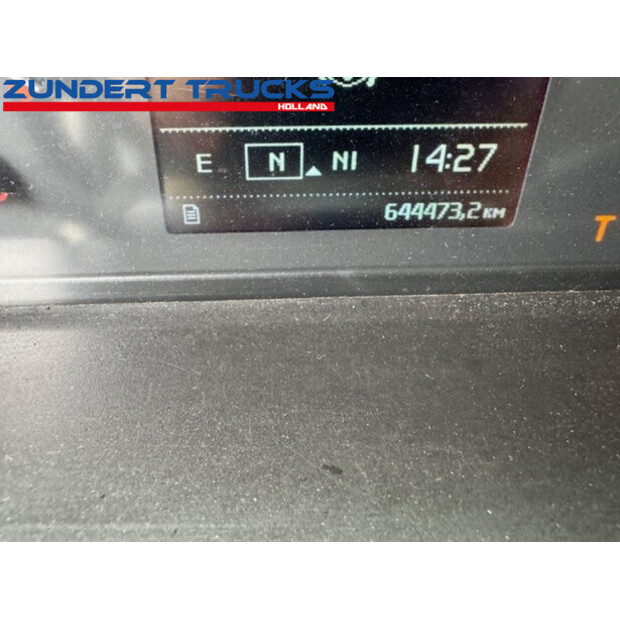 ZUNDERT TRUCKS
HOLLAND
E N NI 14:27
644473,2 KM
T